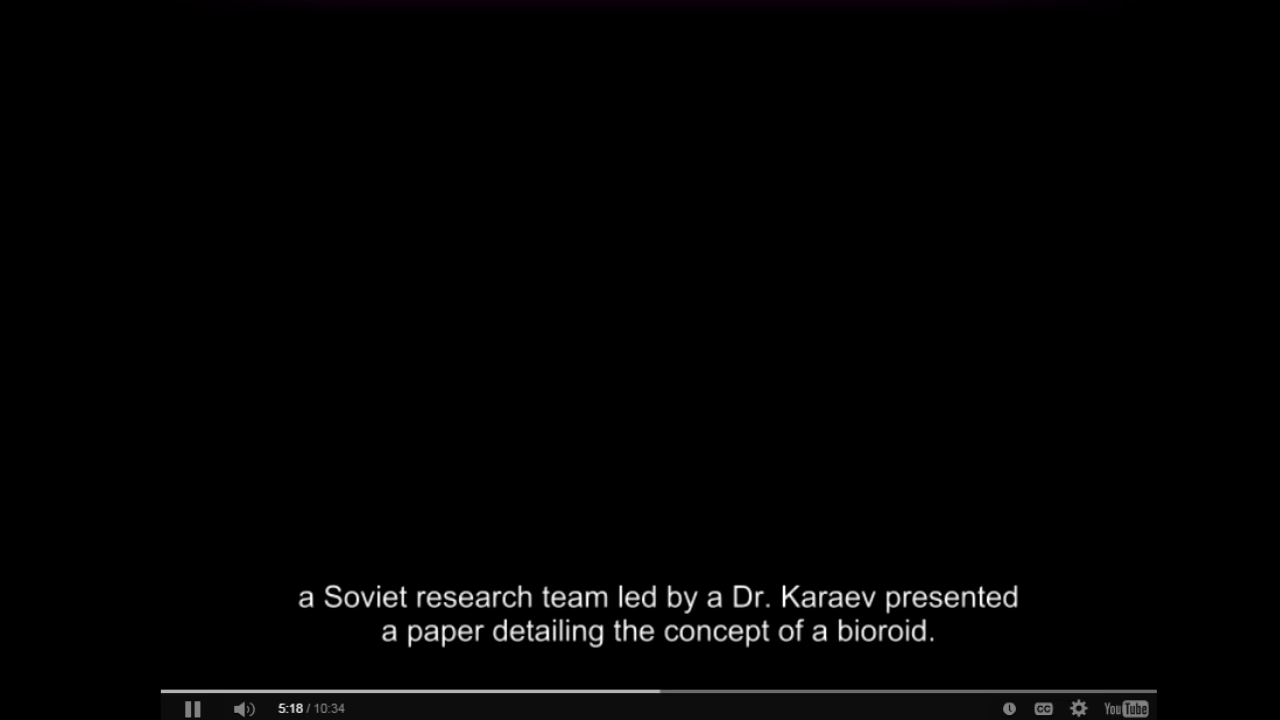 a Soviet research team led by a Dr. Karaev presented
a paper detailing the concept of a bioroid.
5:18 / 10:34
CC
YouTube